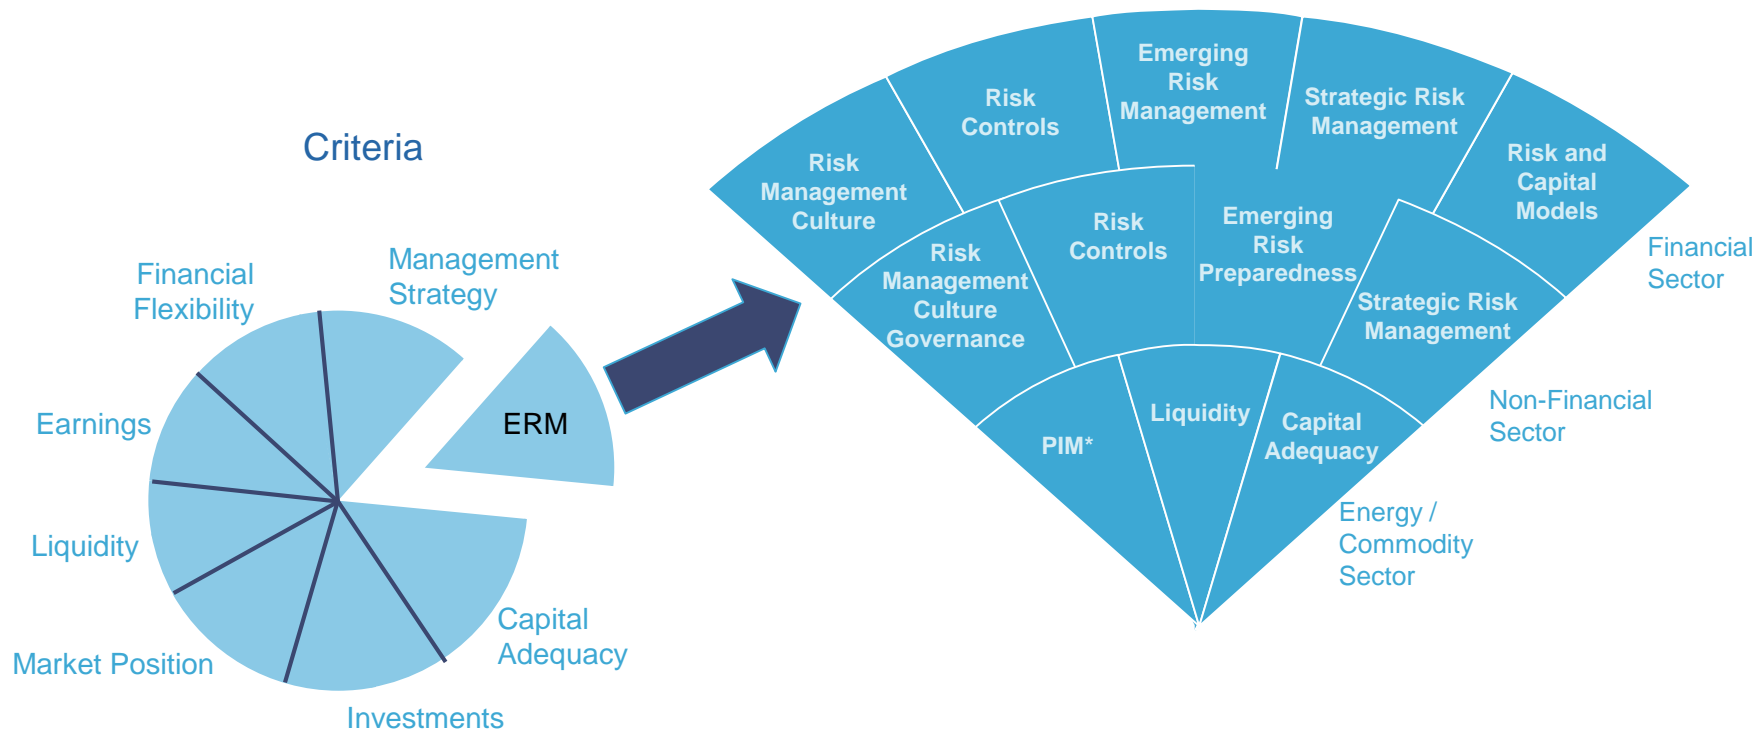 Criteria
Management
Strategy
Financial
Flexibility
Earnings
Liquidity
Market Position
Investments
Capital
Adequacy
ERM
Risk
Management
Culture
Risk
Controls
Emerging
Risk
Management
Strategic Risk
Management
Risk and
Capital
Models
Financial
Sector
Risk
Management
Culture
Governance
Risk
Controls
Emerging
Risk
Preparedness
Strategic Risk
Management
Non-Financial
Sector
PIM*
Liquidity
Capital
Adequacy
Energy /
Commodity
Sector